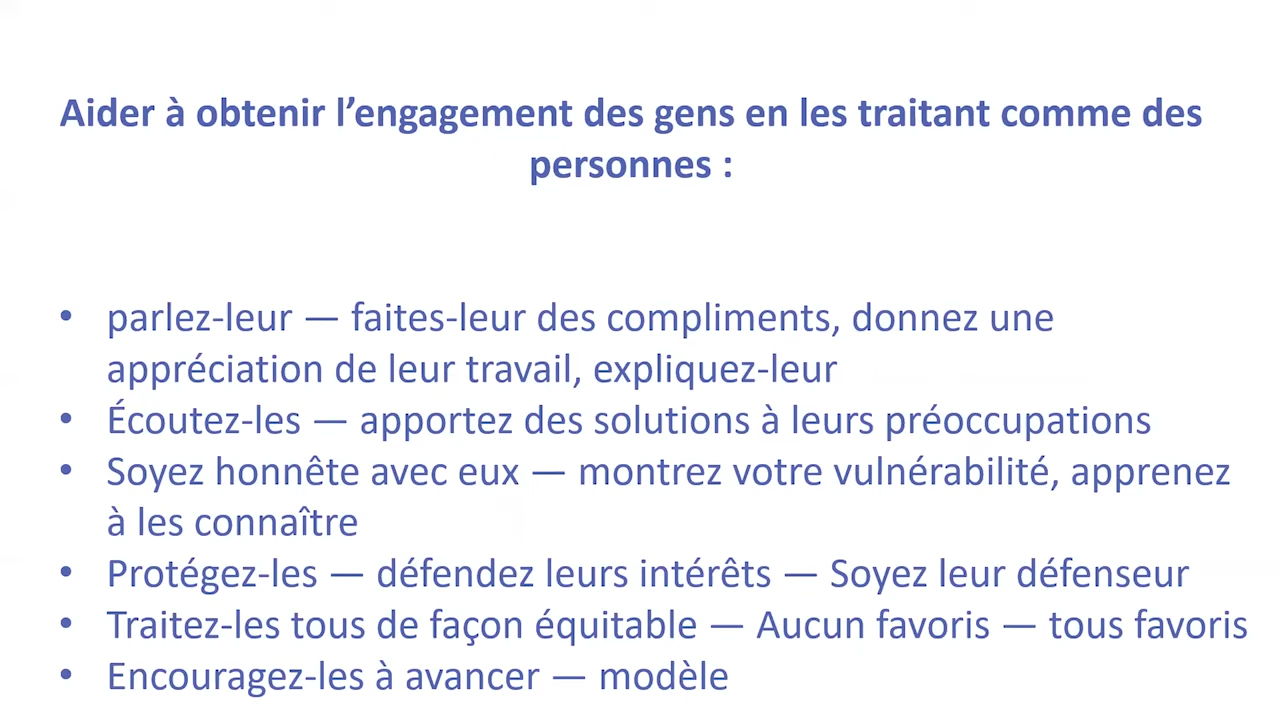 Aider à obtenir l’engagement des gens en les traitant comme des
personnes :
• parlez-leur — faites-leur des compliments, donnez une
appréciation de leur travail, expliquez-leur
• Écoutez-les — apportez des solutions à leurs préoccupations
• Soyez honnête avec eux — montrez votre vulnérabilité, apprenez
à les connaître
• Protégez-les — défendez leurs intérêts — Soyez leur défenseur
• Traitez-les tous de façon équitable — Aucun favoris — tous favoris
• Encouragez-les à avancer — modèle